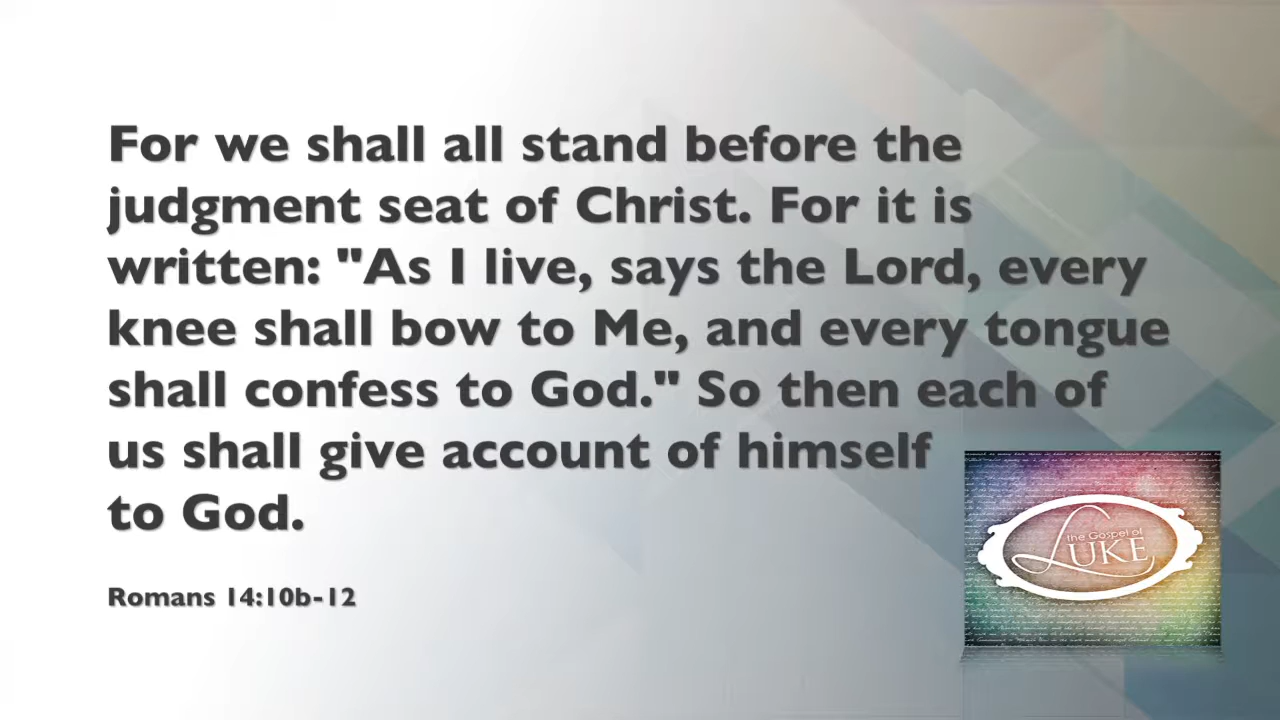 For we shall all stand before the
judgment seat of Christ. For it is
written: "As I live, says the Lord, every
knee shall bow to Me, and every tongue
shall confess to God." So then each of
us shall give account of himself
to God.
Romans 14:10b-12
the Gospel of
LUKE